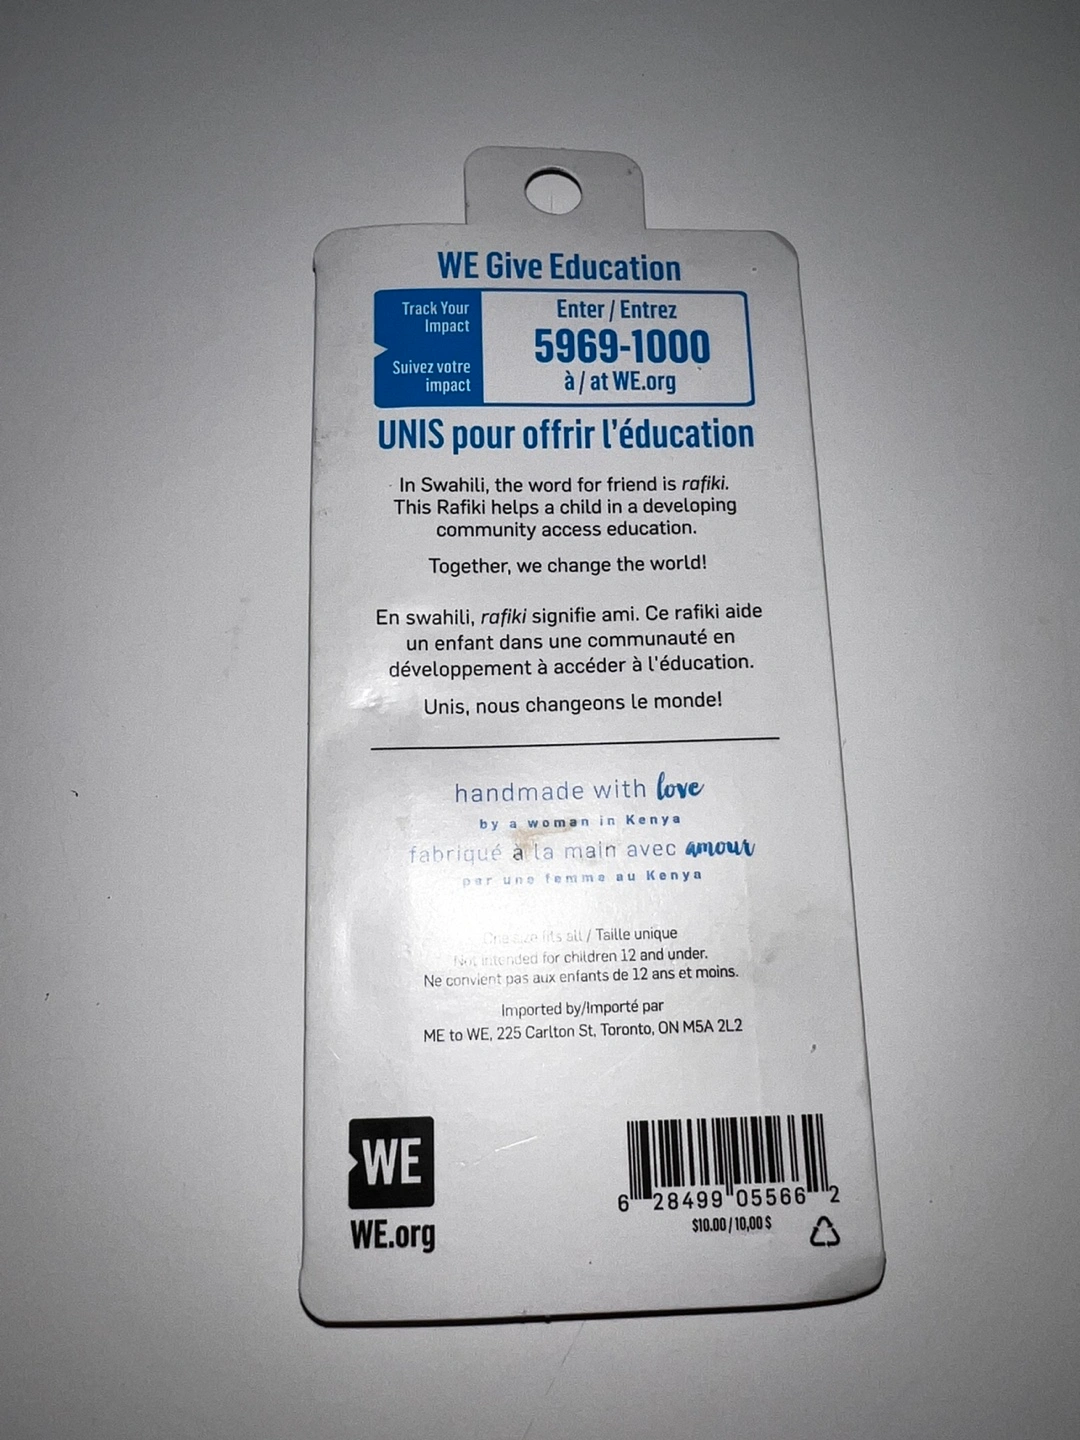 WE Give Education
Track Your
Impact
Suivez votre
impact
Enter / Entrez
5969-1000
à / at WE.org
UNIS pour offrir l'éducation
In Swahili, the word for friend is rafiki.
This Rafiki helps a child in a developing
community access education.
Together, we change the world!
En swahili, rafiki signifie ami. Ce rafiki aide
un enfant dans une communauté en
développement à accéder à l'éducation.
Unis, nous changeons le monde!
handmade with love
by a woman in Kenya
fabriqué à la main avec amour
par une femme au Kenya
One size fits all / Taille unique
Not intended for children 12 and under.
Ne convient pas aux enfants de 12 ans et moins.
Imported by/Importé par
ME to WE, 225 Carlton St, Toronto, ON M5A 2L2
WE
WE.org
6 28499 05566 2
$10.00 / 10,00 $